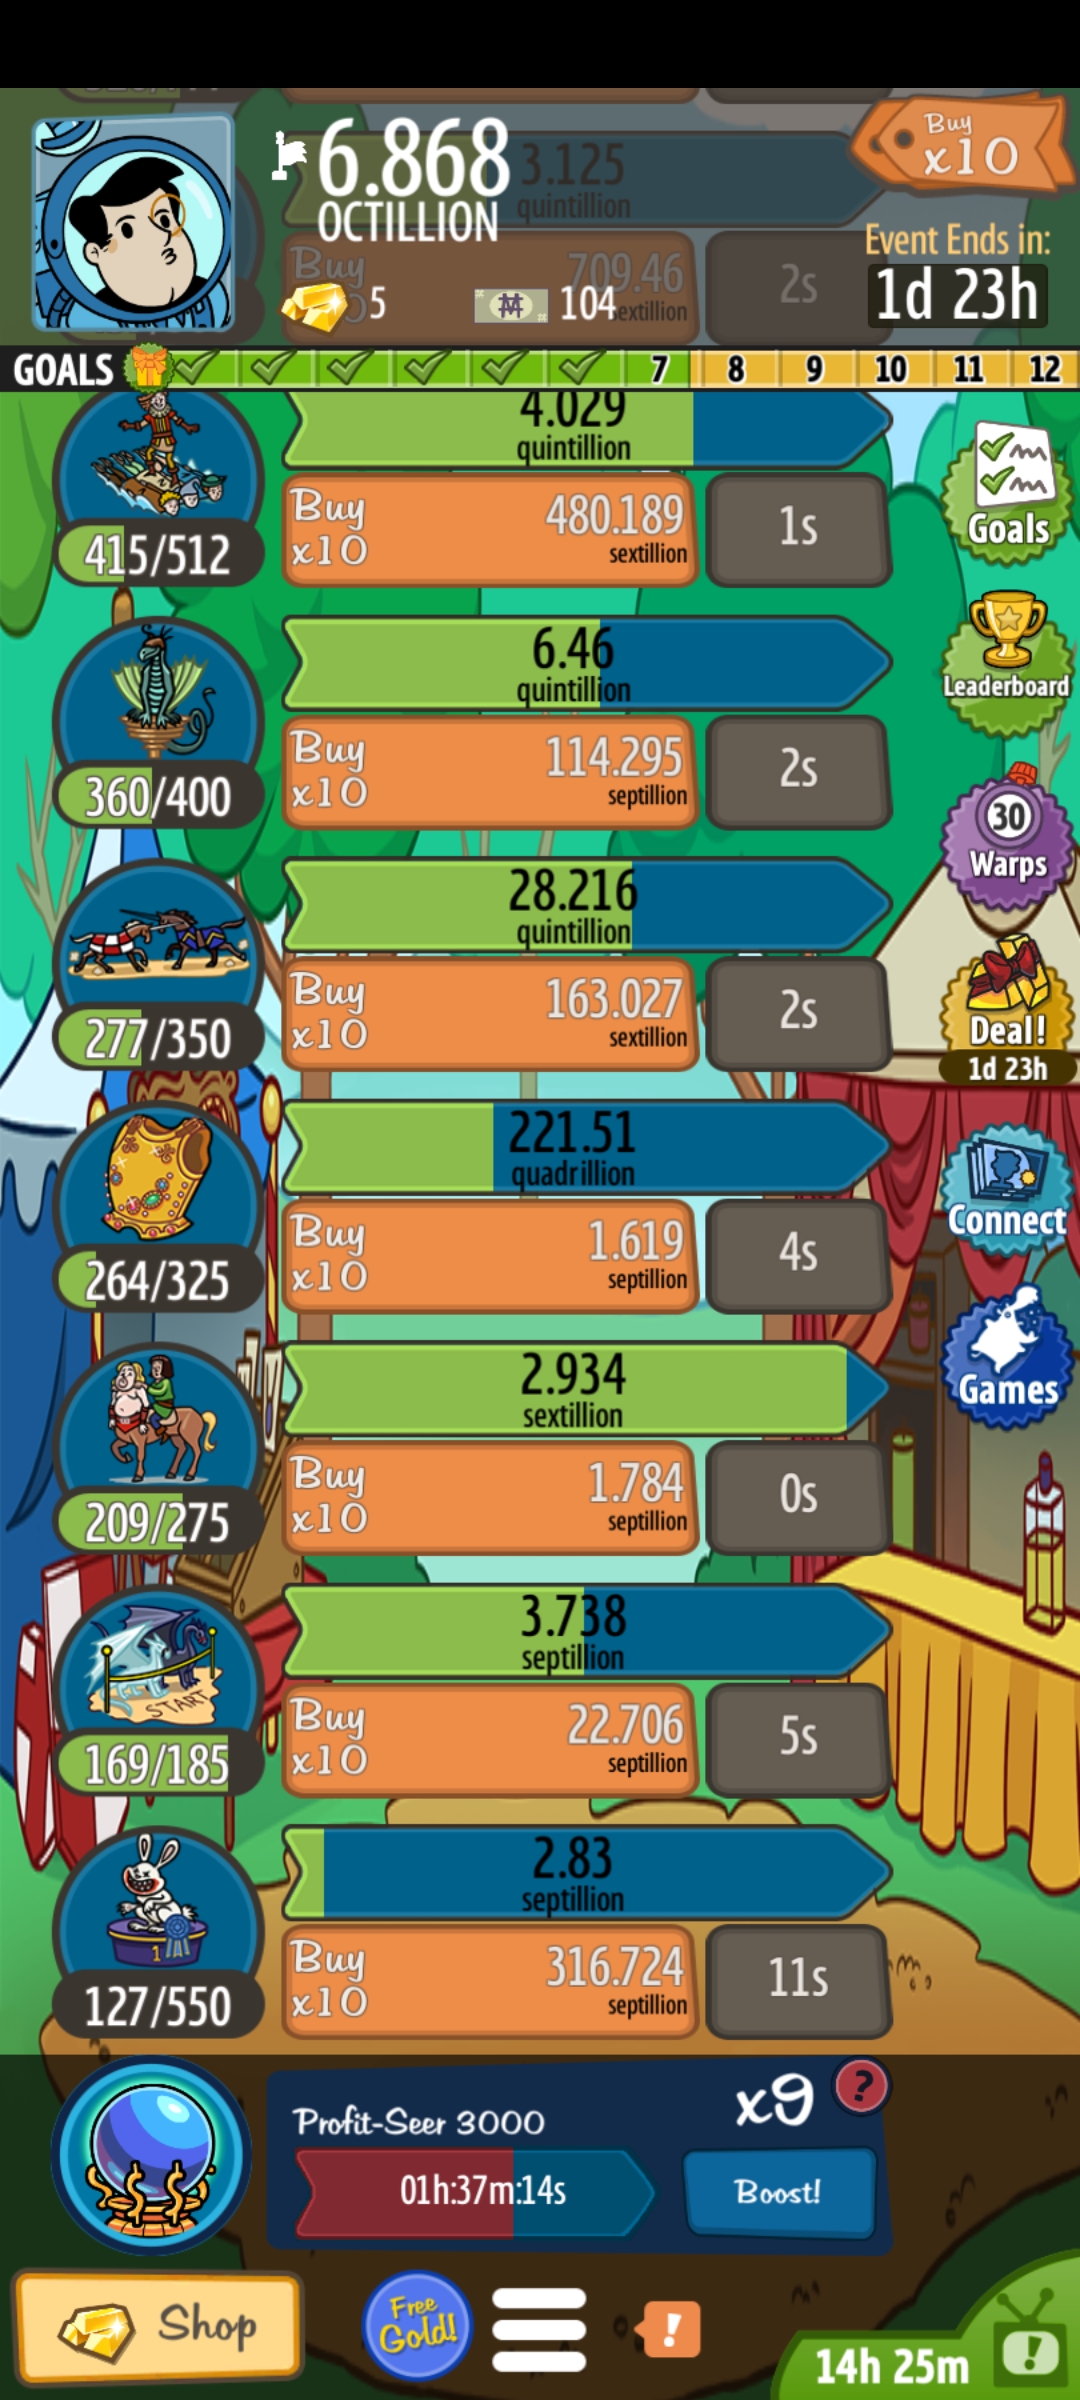 6.868
OCTILLION
3.125
quintillion
Buy
x10
Buy
709.46
sextillion
2s
5
104
Event Ends in:
1d 23h
GOALS
7
8
9
10
11
12
4.029
quintillion
415/512
Buy
x10
480.189
sextillion
1s
Goals
6.46
quintillion
360/400
Buy
x10
114.295
septillion
2s
Leaderboard
30
Warps
28.216
quintillion
277/350
Buy
x10
163.027
sextillion
2s
Deal!
1d 23h
221.51
quadrillion
264/325
Buy
x10
1.619
septillion
4s
Connect
2.934
sextillion
209/275
Buy
x10
1.784
septillion
0s
Games
3.738
septillion
START
169/185
Buy
x10
22.706
septillion
5s
2.83
septillion
1
127/550
Buy
x10
316.724
septillion
11s
Profit-Seer 3000
x9
?
01h:37m:14s
Boost!
Shop
Free
Gold!
!
14h 25m
!